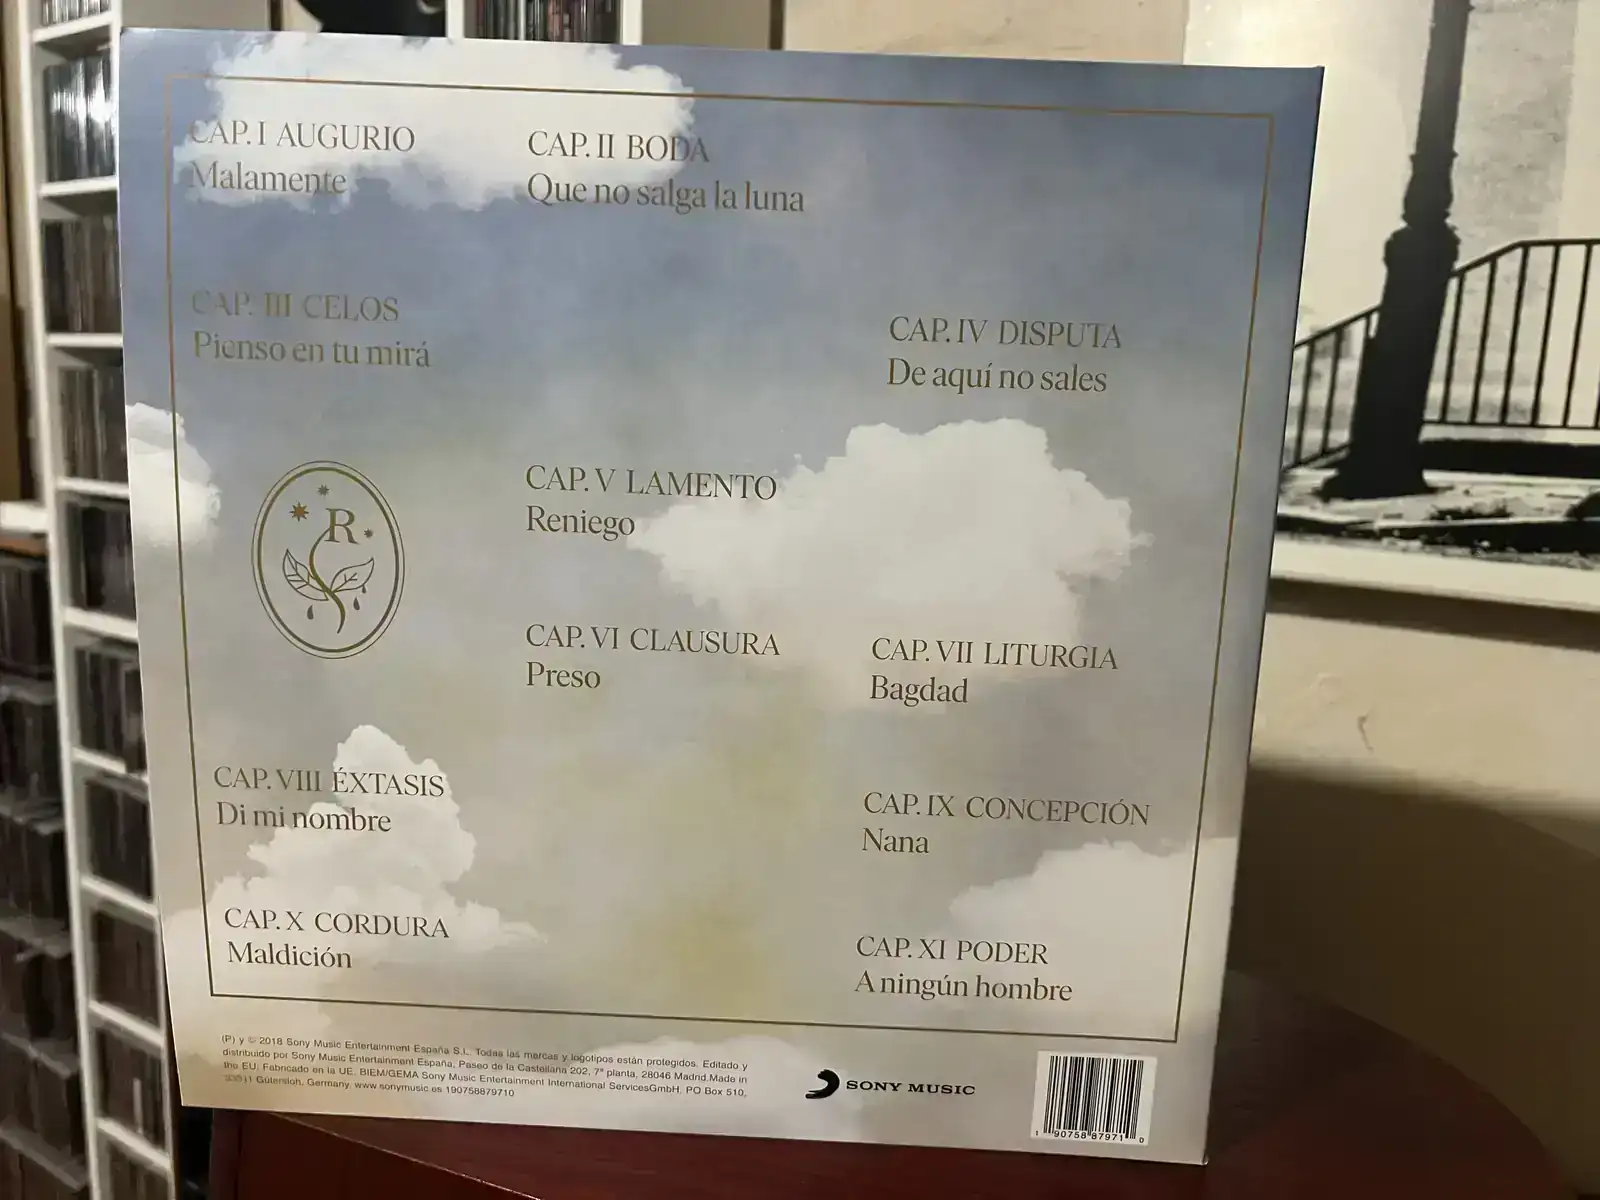 CAP. I AUGURIO
Malamente
CAP. II BODA
Que no salga la luna
CAP. III CELOS
Pienso en tu mirá
CAP. IV DISPUTA
De aquí no sales
R
CAP. V LAMENTO
Reniego
CAP. VI CLAUSURA
Preso
CAP. VII LITURGIA
Bagdad
CAP. VIII ÉXTASIS
Di mi nombre
CAP. IX CONCEPCIÓN
Nana
CAP. X CORDURA
Maldición
CAP. XI PODER
A ningún hombre
(P) y © 2018 Sony Music Entertainment España S.L. Todas las marcas y logotipos están protegidos. Editado y
distribuido por Sony Music Entertainment España, Paseo de la Castellana 202, 7ª planta, 28046 Madrid.Made in
the EU. Fabricado en la UE. BIEM/GEMA Sony Music Entertainment International ServicesGmbH, PO Box 510,
33311 Gütersloh, Germany. www.sonymusic.es 190758879710
SONY MUSIC
1 90758 87971 0